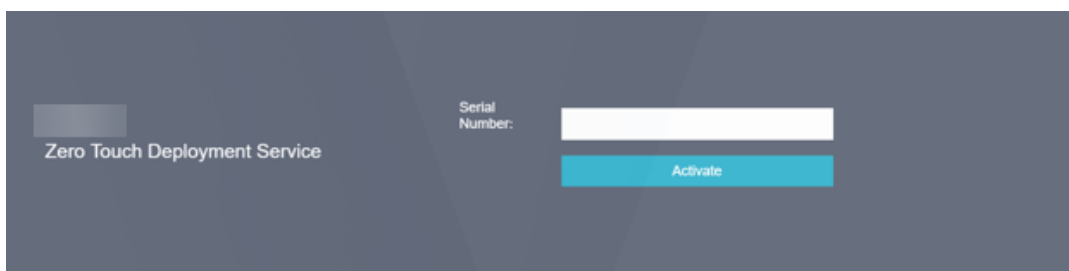 Zero Touch Deployment Service
Serial
Number:
Activate